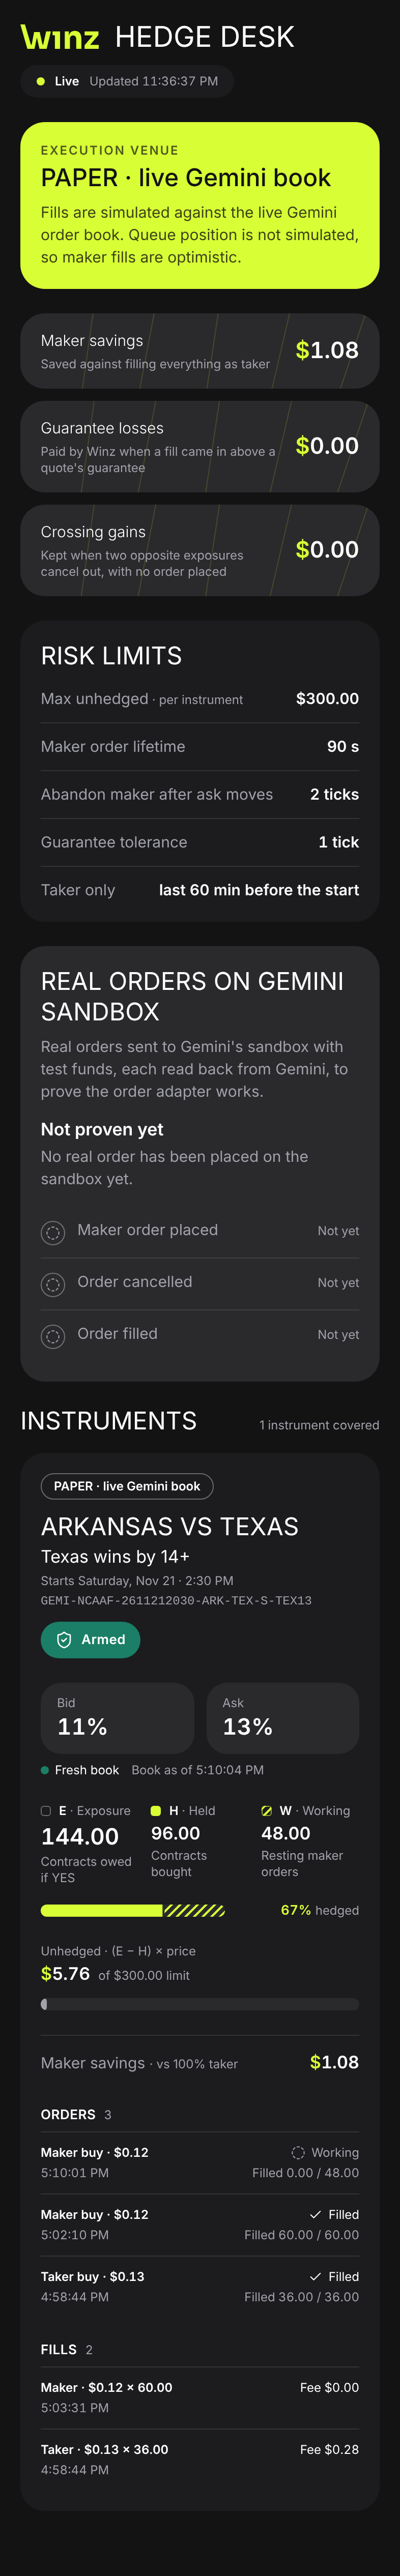 winz HEDGE DESK
Live Updated 11:36:37 PM
EXECUTION VENUE
PAPER · live Gemini book
Fills are simulated against the live Gemini
order book. Queue position is not simulated,
so maker fills are optimistic.
Maker savings
Saved against filling everything as taker
$1.08
Guarantee losses
Paid by Winz when a fill came in above a
quote's guarantee
$0.00
Crossing gains
Kept when two opposite exposures
cancel out, with no order placed
$0.00
RISK LIMITS
Max unhedged · per instrument $300.00
Maker order lifetime 90 s
Abandon maker after ask moves 2 ticks
Guarantee tolerance 1 tick
Taker only last 60 min before the start
REAL ORDERS ON GEMINI
SANDBOX
Real orders sent to Gemini's sandbox with
test funds, each read back from Gemini, to
prove the order adapter works.
Not proven yet
No real order has been placed on the
sandbox yet.
Maker order placed Not yet
Order cancelled Not yet
Order filled Not yet
INSTRUMENTS 1 instrument covered
PAPER · live Gemini book
ARKANSAS VS TEXAS
Texas wins by 14+
Starts Saturday, Nov 21 · 2:30 PM
GEMI-NCAAF-2611212030-ARK-TEX-S-TEX13
Armed
Bid
11%
Ask
13%
Fresh book Book as of 5:10:04 PM
E · Exposure
144.00
Contracts owed
if YES
H · Held
96.00
Contracts
bought
W · Working
48.00
Resting maker
orders
67% hedged
Unhedged · (E − H) × price
$5.76 of $300.00 limit
Maker savings · vs 100% taker $1.08
ORDERS 3
Maker buy · $0.12 Working
5:10:01 PM Filled 0.00 / 48.00
Maker buy · $0.12 Filled
5:02:10 PM Filled 60.00 / 60.00
Taker buy · $0.13 Filled
4:58:44 PM Filled 36.00 / 36.00
FILLS 2
Maker · $0.12 × 60.00 Fee $0.00
5:03:31 PM
Taker · $0.13 × 36.00 Fee $0.28
4:58:44 PM